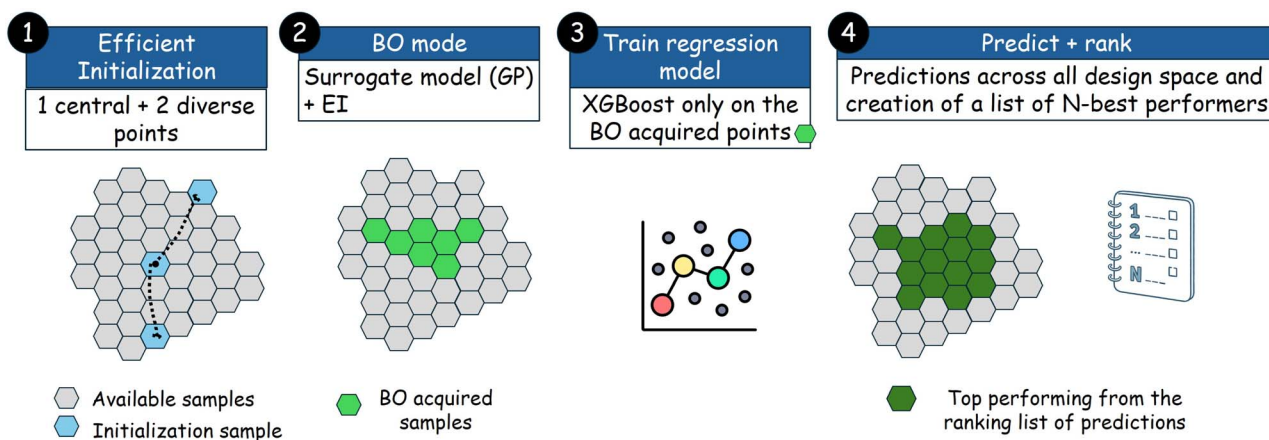 1
Efficient
Initialization
1 central + 2 diverse
points
Available samples
Initialization sample
2
BO mode
Surrogate model (GP)
+ EI
BO acquired
samples
3
Train regression
model
XGBoost only on the
BO acquired points
4
Predict + rank
Predictions across all design space and
creation of a list of N-best performers
1 ----
2 ----
... ----
N ----
Top performing from the
ranking list of predictions